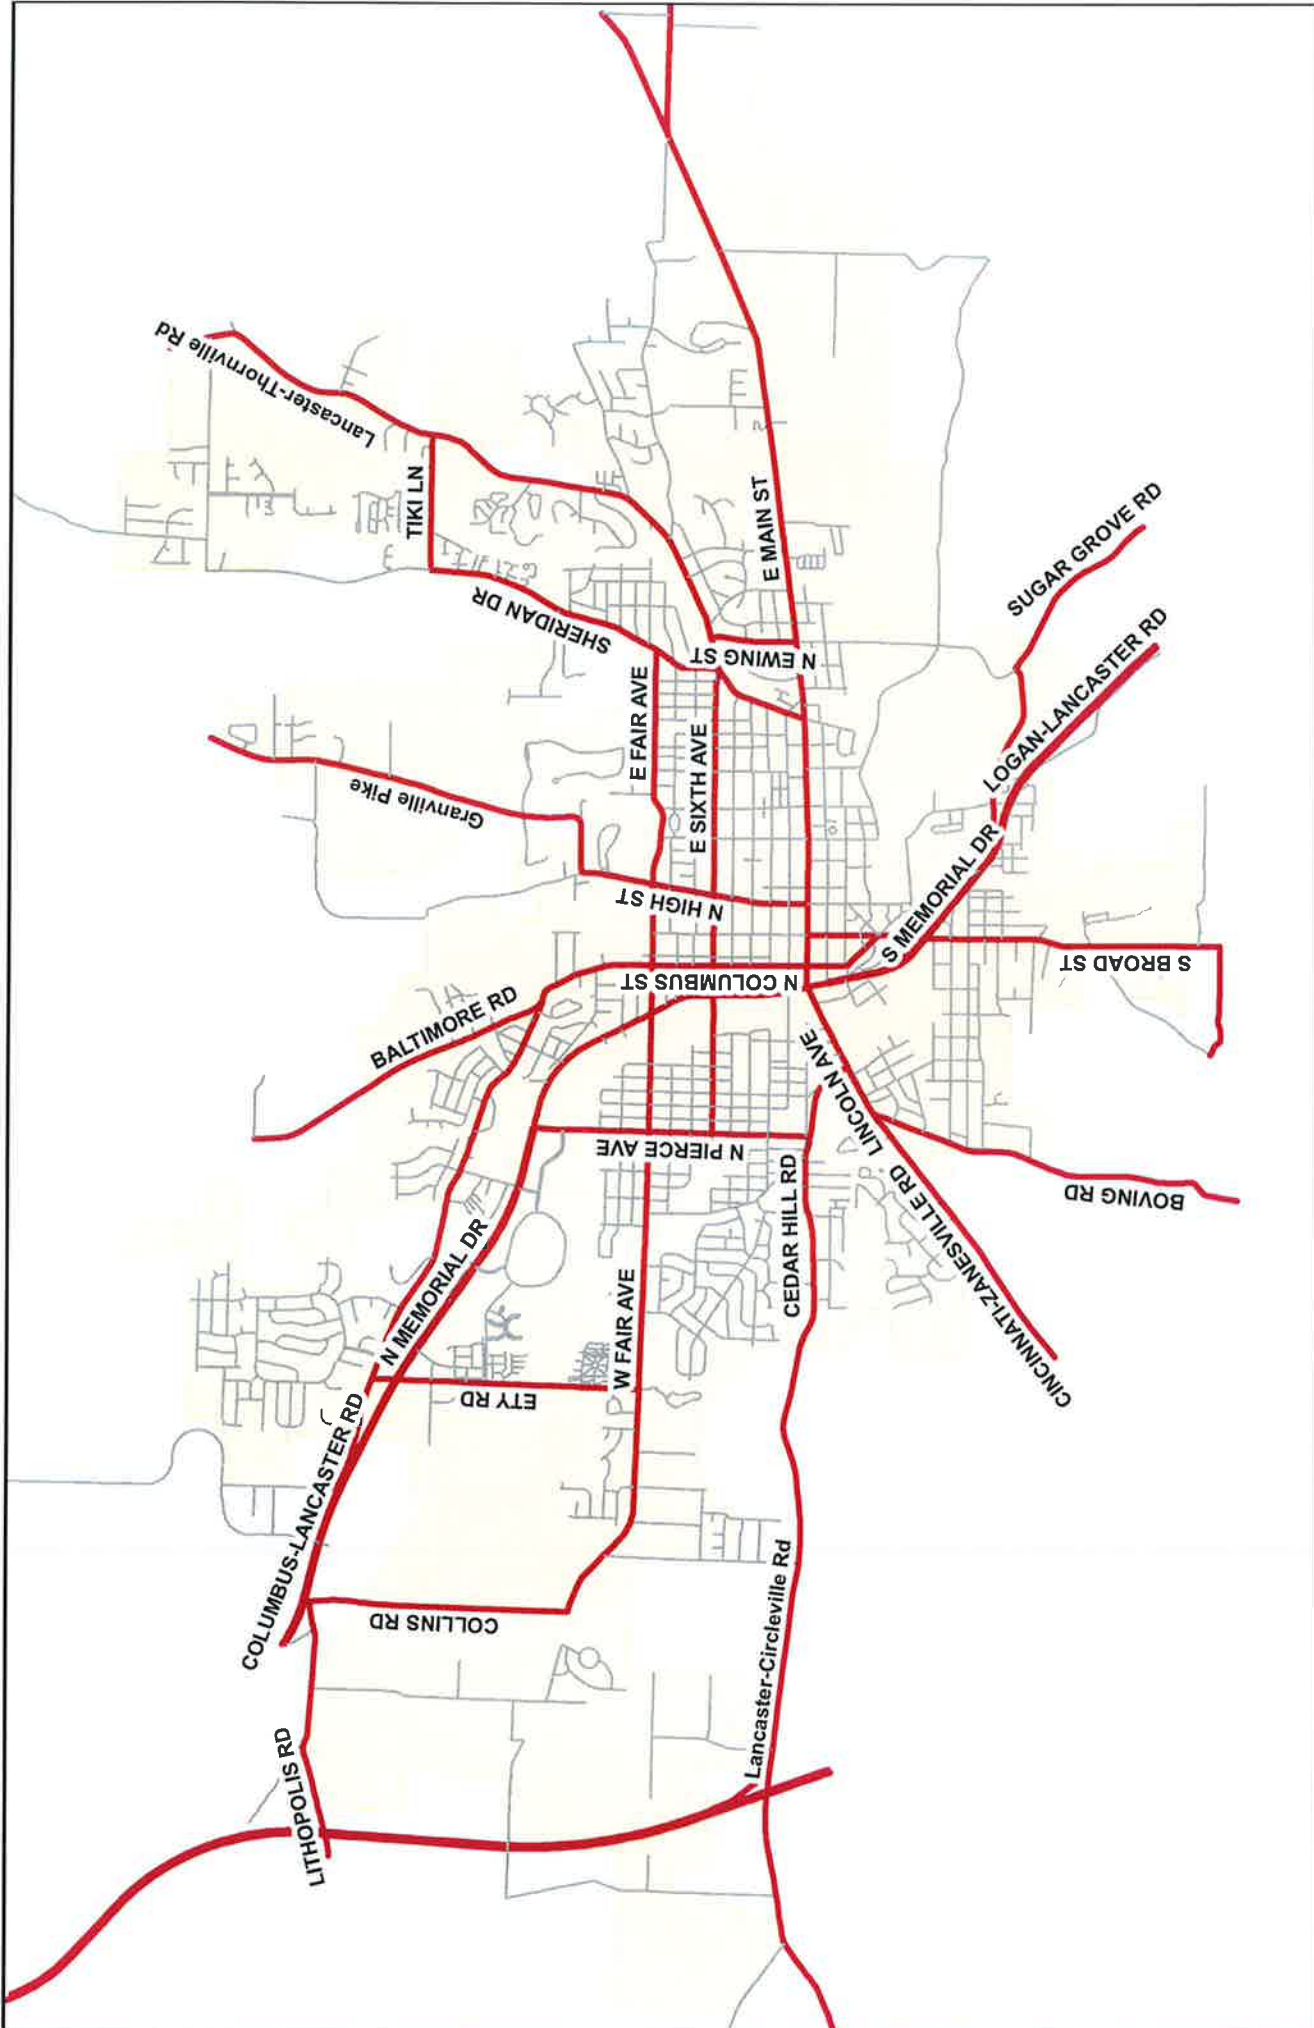 Lancaster-Thornville Rd
TIKI LN
SHERIDAN DR
E MAIN ST
SUGAR GROVE RD
N EWING ST
LOGAN-LANCASTER RD
E FAIR AVE
E SIXTH AVE
Granville Pike
N HIGH ST
S MEMORIAL DR
S BROAD ST
N COLUMBUS ST
BALTIMORE RD
LINCOLN AVE
N PIERCE AVE
CEDAR HILL RD
LINCOLN
CINCINNATI-ZANESVILLE RD
BOVING RD
N MEMORIAL DR
W FAIR AVE
ETY RD
COLUMBUS-LANCASTER RD
COLLINS RD
Lancaster-Circleville Rd
LITHOPOLIS RD